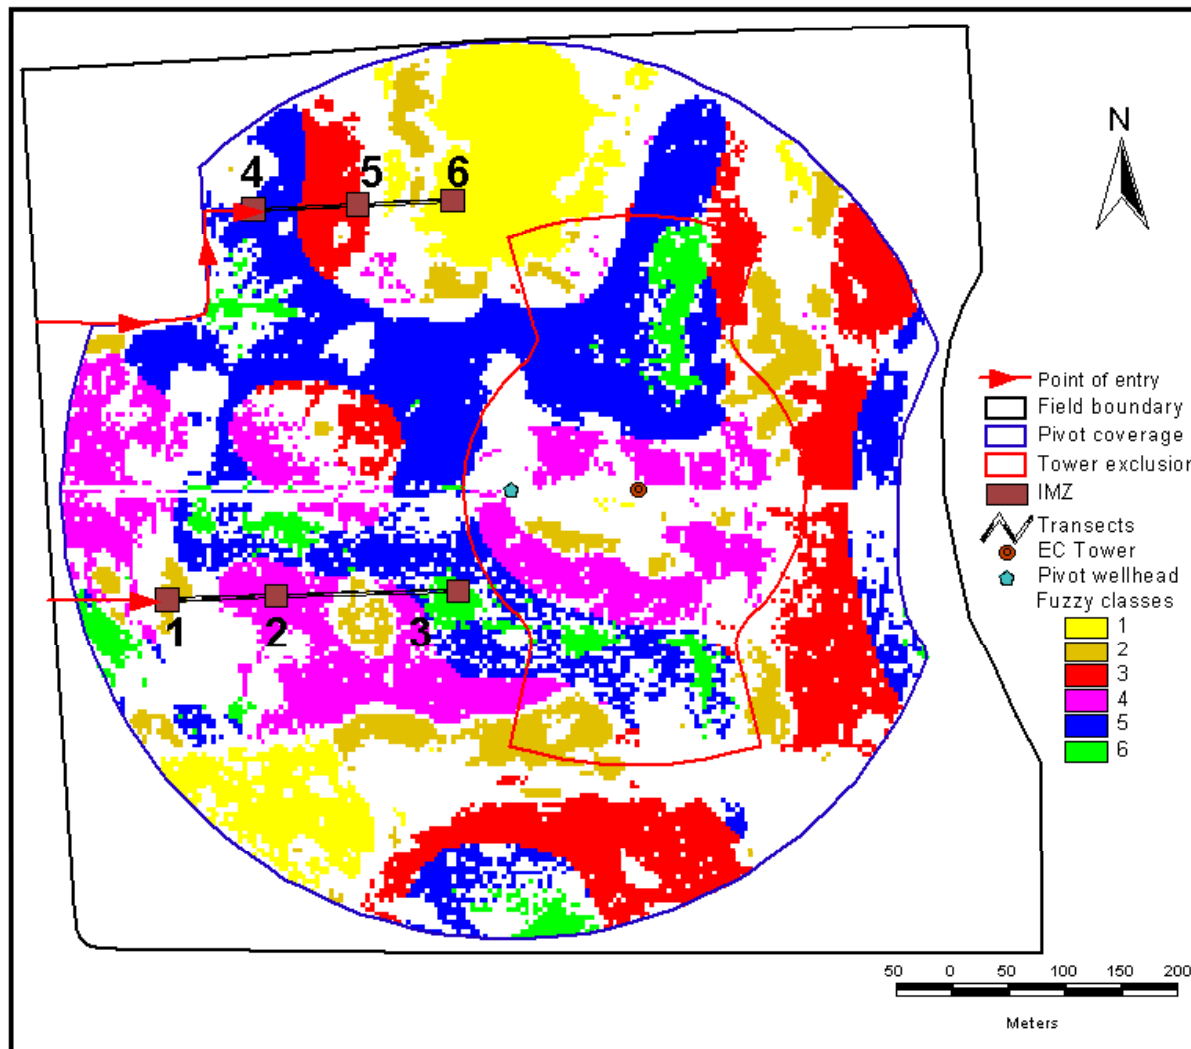 N
4 5 6
Point of entry
Field boundary
Pivot coverage
Tower exclusion
IMZ
Transects
EC Tower
Pivot wellhead
Fuzzy classes
1
2
3
4
5
6
1 2 3
50 0 50 100 150 200
Meters